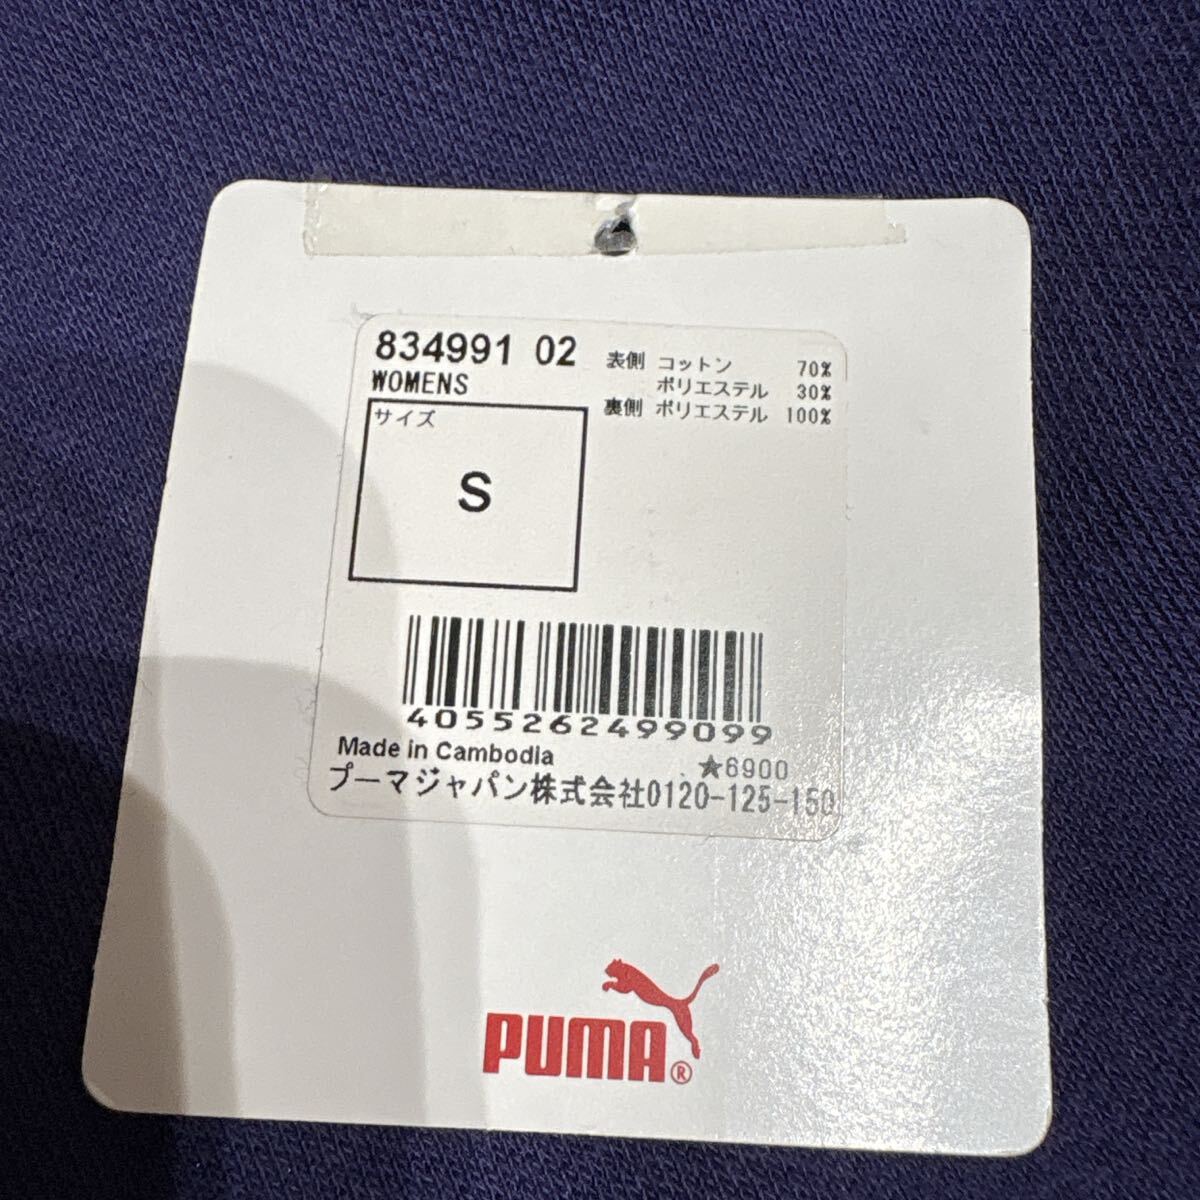 834991 02
WOMENS
サイズ
S
表側 コットン 70%
ポリエステル 30%
裏側 ポリエステル 100%
4055262499099
Made in Cambodia
★6900
プーマジャパン株式会社0120-125-150
PUMA®